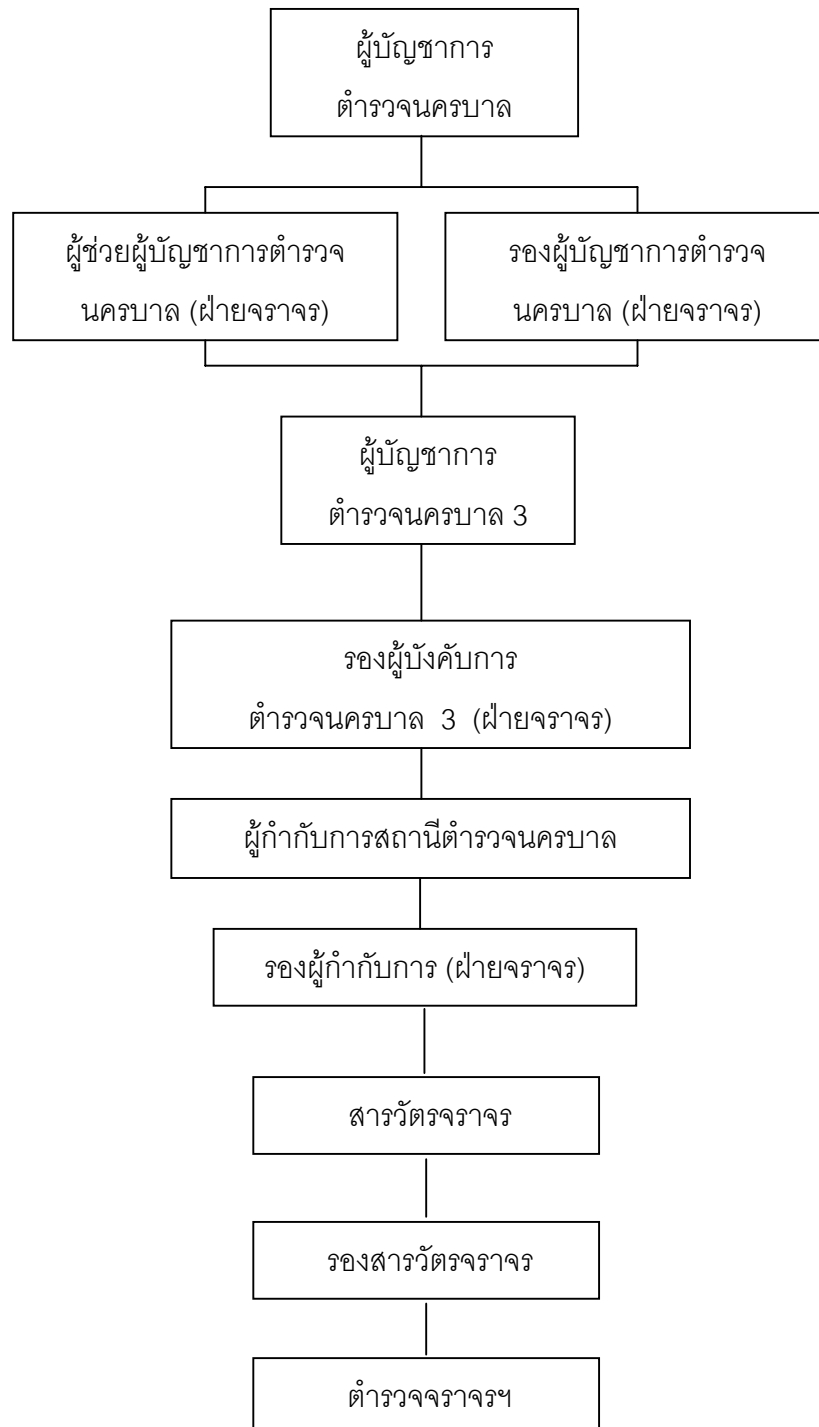 ผู้บัญชาการ
ตำรวจนครบาล
ผู้ช่วยผู้บัญชาการตำรวจ
นครบาล (ฝ่ายจราจร)
รองผู้บัญชาการตำรวจ
นครบาล (ฝ่ายจราจร)
ผู้บัญชาการ
ตำรวจนครบาล 3
รองผู้บังคับการ
ตำรวจนครบาล 3 (ฝ่ายจราจร)
ผู้กำกับการสถานีตำรวจนครบาล
รองผู้กำกับการ (ฝ่ายจราจร)
สารวัตรจราจร
รองสารวัตรจราจร
ตำรวจจราจรฯ